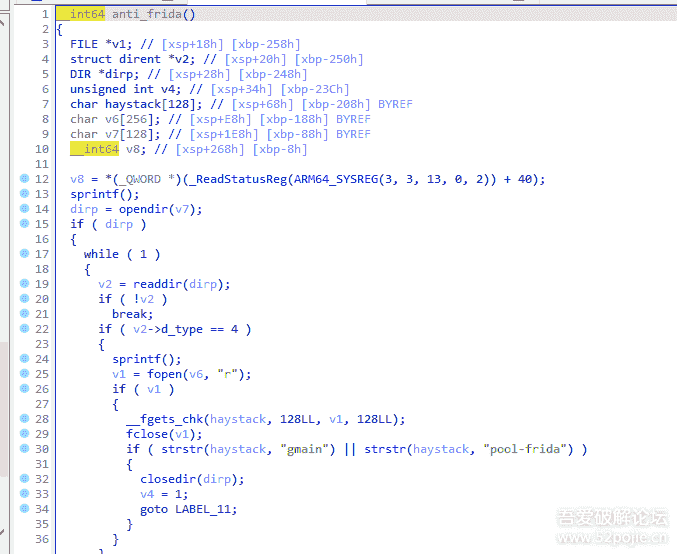 1 __int64 anti_frida()
2 {
3 FILE *v1; // [xsp+18h] [xbp-258h]
4 struct dirent *v2; // [xsp+20h] [xbp-250h]
5 DIR *dirp; // [xsp+28h] [xbp-248h]
6 unsigned int v4; // [xsp+34h] [xbp-23Ch]
7 char haystack[128]; // [xsp+68h] [xbp-208h] BYREF
8 char v6[256]; // [xsp+E8h] [xbp-188h] BYREF
9 char v7[128]; // [xsp+1E8h] [xbp-88h] BYREF
10 __int64 v8; // [xsp+268h] [xbp-8h]
11
12 v8 = *(_QWORD *)(_ReadStatusReg(ARM64_SYSREG(3, 3, 13, 0, 2)) + 40);
13 sprintf();
14 dirp = opendir(v7);
15 if ( dirp )
16 {
17 while ( 1 )
18 {
19 v2 = readdir(dirp);
20 if ( !v2 )
21 break;
22 if ( v2->d_type == 4 )
23 {
24 sprintf();
25 v1 = fopen(v6, "r");
26 if ( v1 )
27 {
28 __fgets_chk(haystack, 128LL, v1, 128LL);
29 fclose(v1);
30 if ( strstr(haystack, "gmain") || strstr(haystack, "pool-frida") )
31 {
32 closedir(dirp);
33 v4 = 1;
34 goto LABEL_11;
35 }
36 }
吾爱破解论坛
www.52pojie.cn